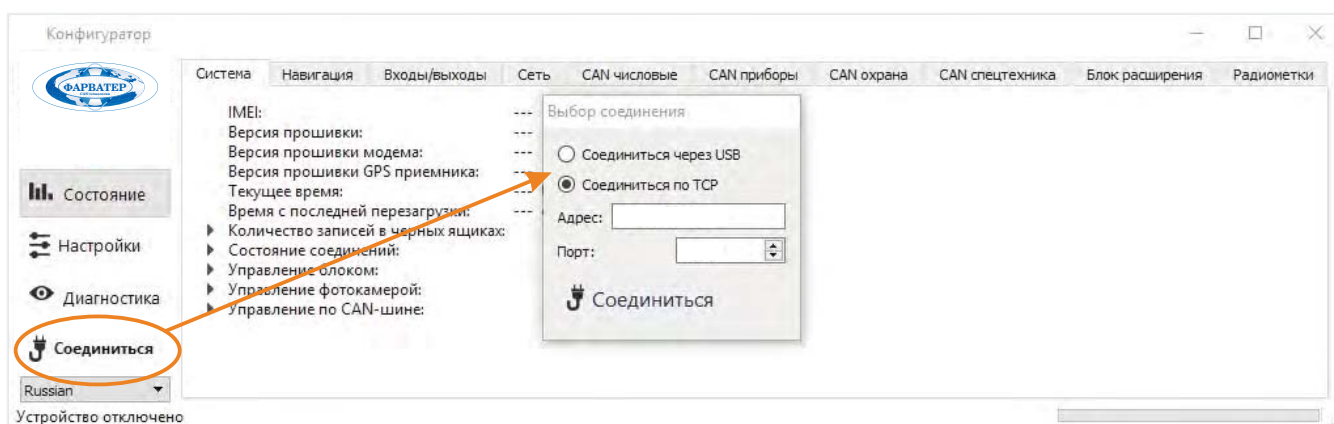 Конфигуратор
ФАРВАТЕР
Система Навигация Входы/выходы Сеть CAN числовые CAN приборы CAN охрана CAN спецтехника Блок расширения Радиометки
IMEI: ---
Версия прошивки: ---
Версия прошивки модема: ---
Версия прошивки GPS приемника: ---
Текущее время: ---
Время с последней перезагрузки: ---
Количество записей в черных ящиках:
Состояние соединений:
Управление блоком:
Управление фотокамерой:
Управление по CAN-шине:
Выбор соединения
Соединиться через USB
Соединиться по TCP
Адрес:
Порт:
Соединиться
Состояние
Настройки
Диагностика
Соединиться
Russian
Устройство отключено